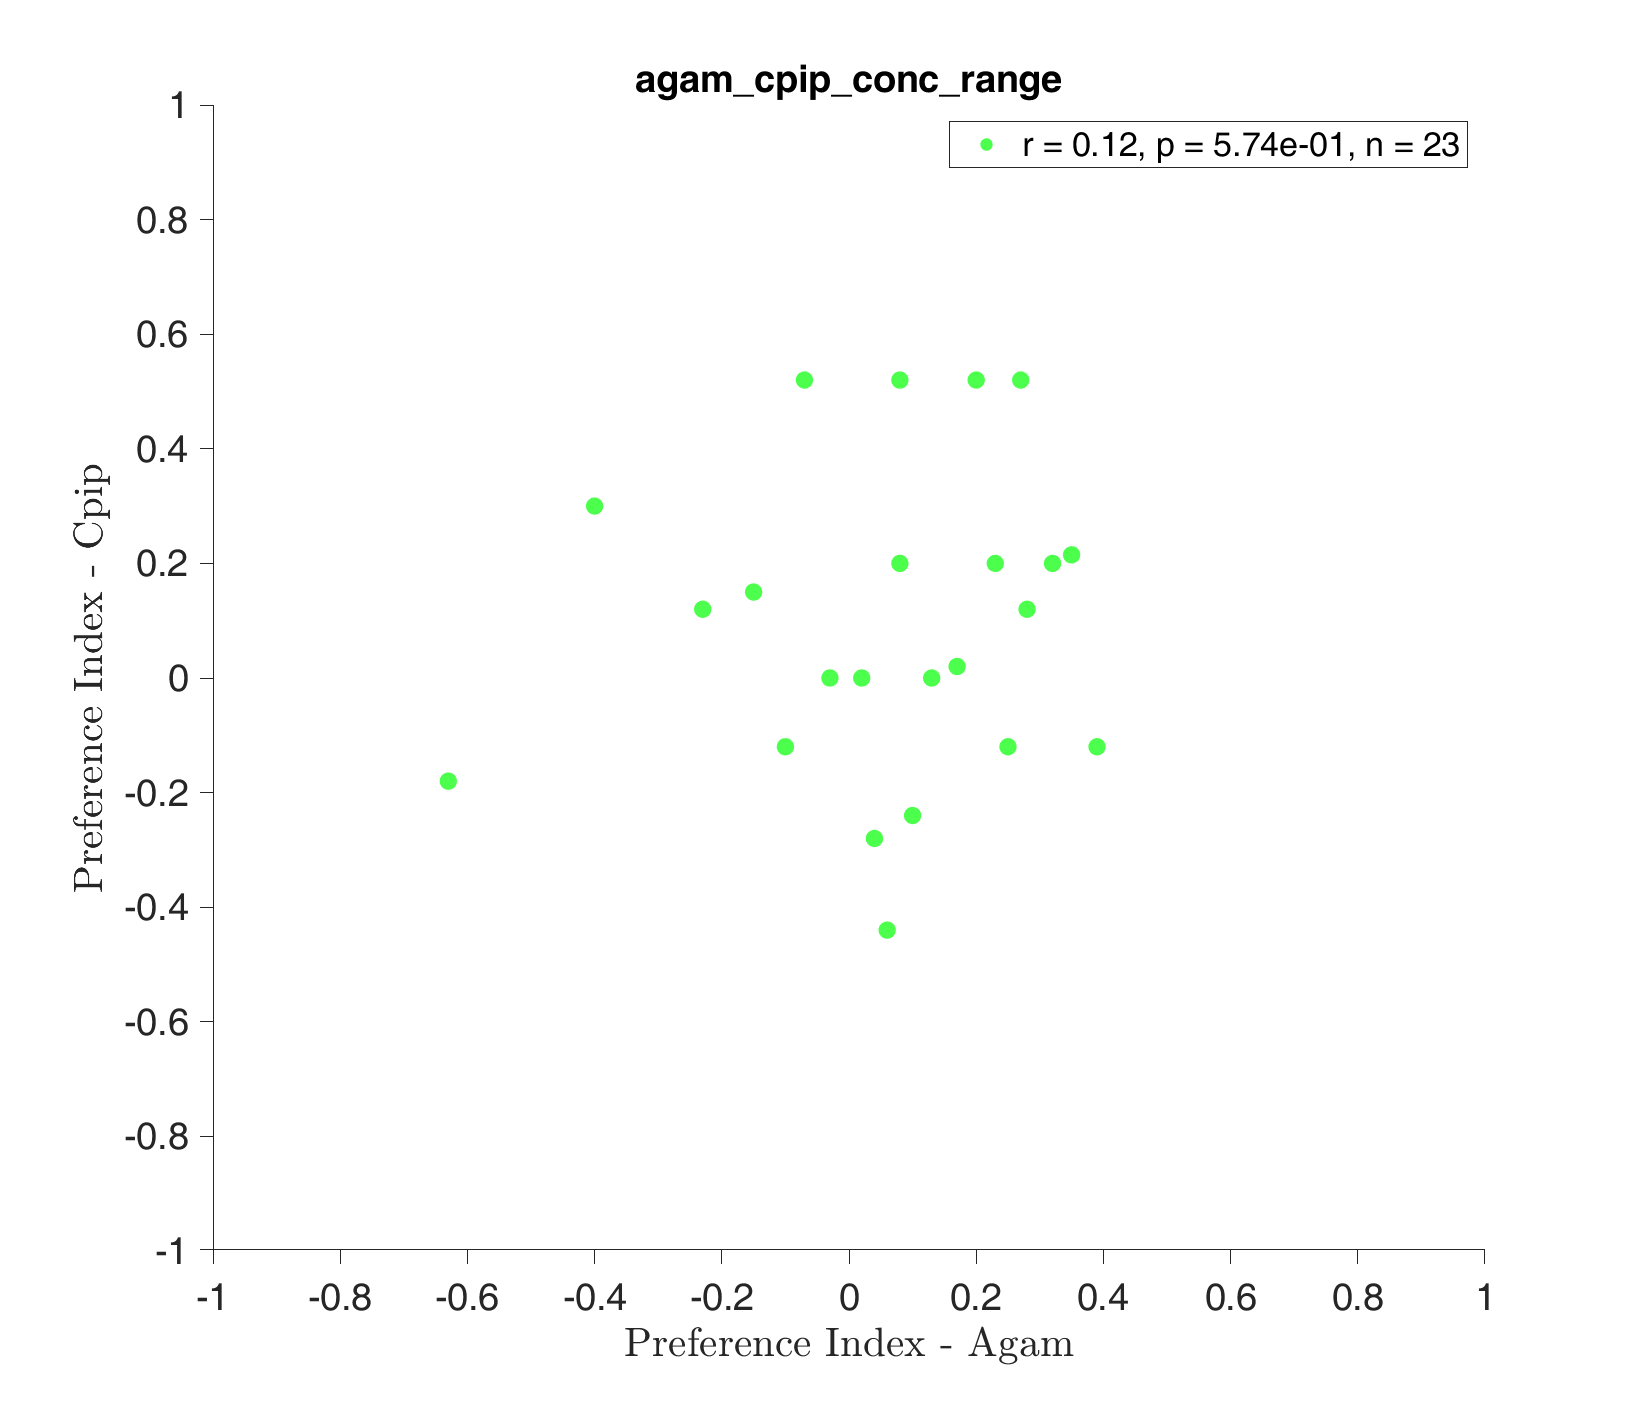 agam_cpip_conc_range
r = 0.12, p = 5.74e-01, n = 23
Preference Index - Cpip
1
0.8
0.6
0.4
0.2
0
-0.2
-0.4
-0.6
-0.8
-1
-1 -0.8 -0.6 -0.4 -0.2 0 0.2 0.4 0.6 0.8 1
Preference Index - Agam